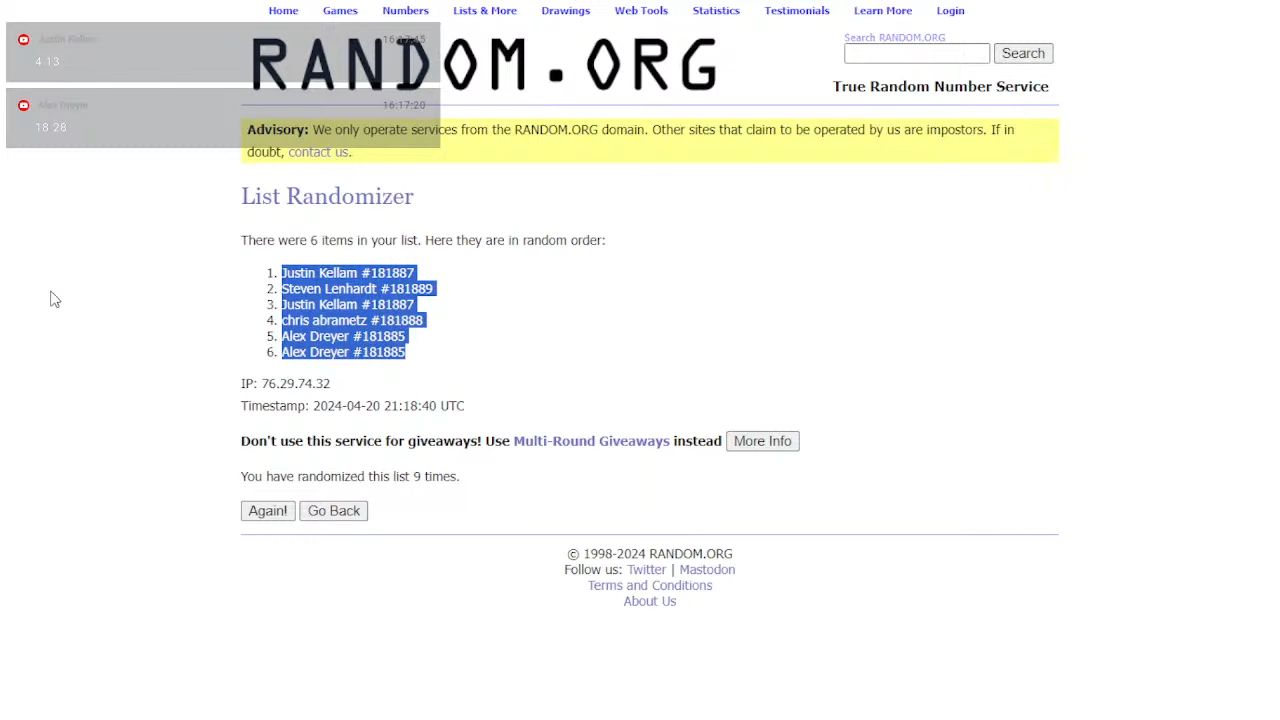 Home Games Numbers Lists & More Drawings Web Tools Statistics Testimonials Learn More Login
Justin Kellam 16:17:45
4 13
Alex Dreyer 16:17:20
18 28
RANDOM.ORG
Search RANDOM.ORG
Search
True Random Number Service
Advisory: We only operate services from the RANDOM.ORG domain. Other sites that claim to be operated by us are impostors. If in
doubt, contact us.
List Randomizer
There were 6 items in your list. Here they are in random order:
1. Justin Kellam #181887
2. Steven Lenhardt #181889
3. Justin Kellam #181887
4. chris abrametz #181888
5. Alex Dreyer #181885
6. Alex Dreyer #181885
IP: 76.29.74.32
Timestamp: 2024-04-20 21:18:40 UTC
Don't use this service for giveaways! Use Multi-Round Giveaways instead More Info
You have randomized this list 9 times.
Again! Go Back
© 1998-2024 RANDOM.ORG
Follow us: Twitter | Mastodon
Terms and Conditions
About Us